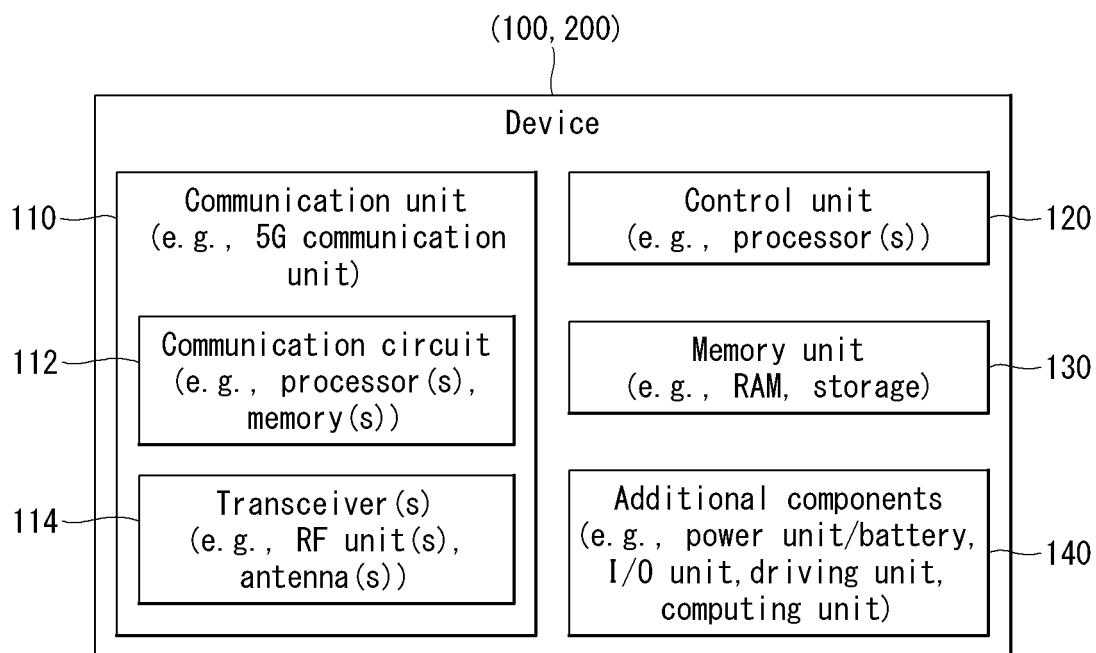 (100, 200)
Device
110
Communication unit
(e.g., 5G communication
unit)
112
Communication circuit
(e.g., processor(s),
memory(s))
114
Transceiver(s)
(e.g., RF unit(s),
antenna(s))
Control unit
(e.g., processor(s))
120
Memory unit
(e.g., RAM, storage)
130
Additional components
(e.g., power unit/battery,
I/O unit, driving unit,
computing unit)
140